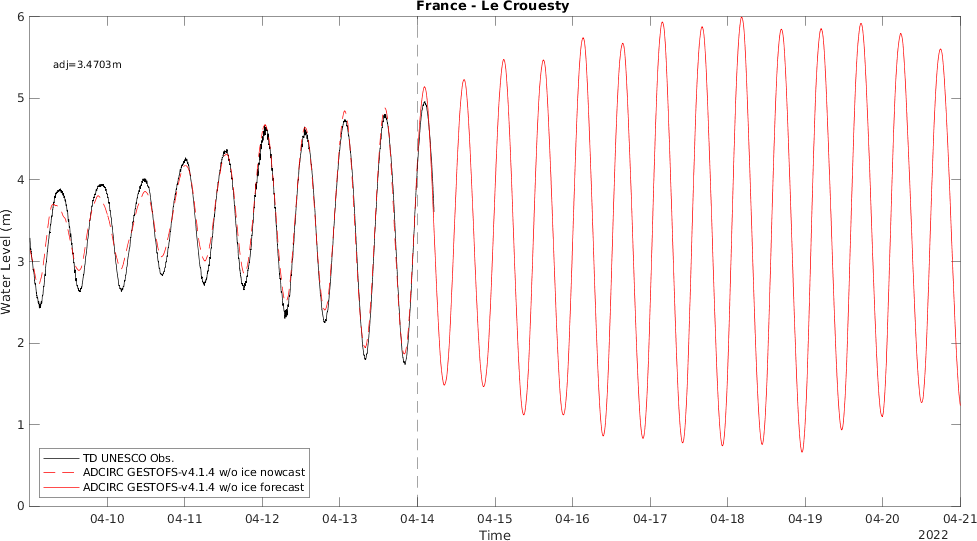 France - Le Crouesty
adj=3.4703m
Water Level (m)
6
5
4
3
2
1
0
TD UNESCO Obs.
ADCIRC GESTOFS-v4.1.4 w/o ice nowcast
ADCIRC GESTOFS-v4.1.4 w/o ice forecast
04-10 04-11 04-12 04-13 04-14 04-15 04-16 04-17 04-18 04-19 04-20 04-21
Time
2022